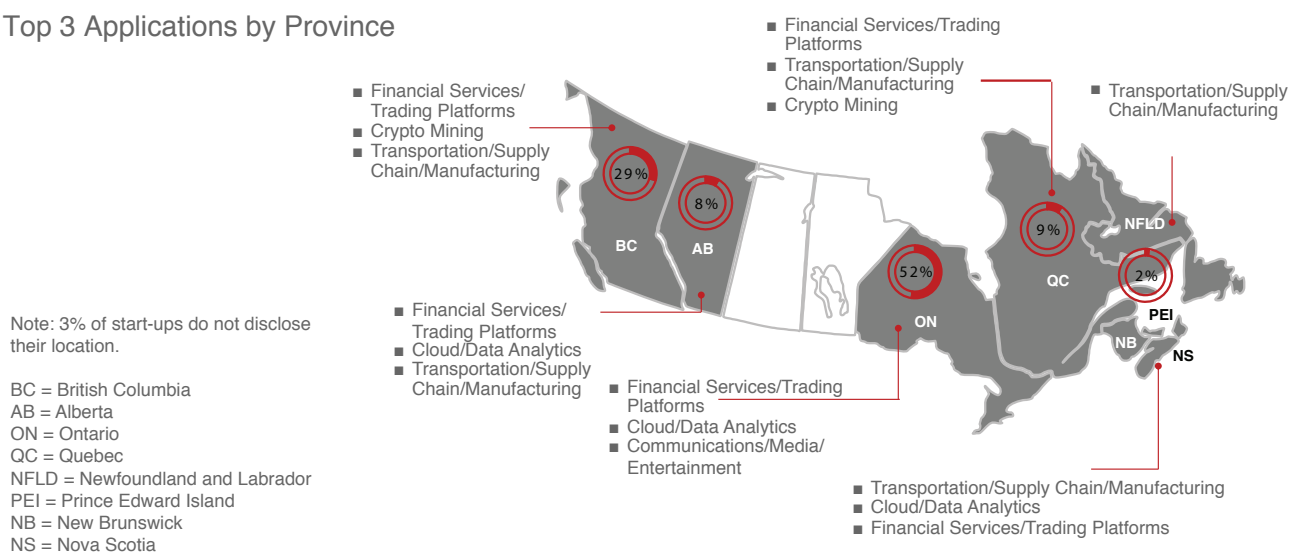 Top 3 Applications by Province
■ Financial Services/Trading
Platforms
■ Transportation/Supply
Chain/Manufacturing
■ Crypto Mining
■ Transportation/Supply
Chain/Manufacturing
■ Financial Services/
Trading Platforms
■ Crypto Mining
■ Transportation/Supply
Chain/Manufacturing
29%
BC
8%
AB
52%
ON
9%
QC
NFLD
2%
PEI
NB
NS
■ Financial Services/
Trading Platforms
■ Cloud/Data Analytics
■ Transportation/Supply
Chain/Manufacturing
■ Financial Services/Trading
Platforms
■ Cloud/Data Analytics
■ Communications/Media/
Entertainment
■ Transportation/Supply Chain/Manufacturing
■ Cloud/Data Analytics
■ Financial Services/Trading Platforms
Note: 3% of start-ups do not disclose
their location.
BC = British Columbia
AB = Alberta
ON = Ontario
QC = Quebec
NFLD = Newfoundland and Labrador
PEI = Prince Edward Island
NB = New Brunswick
NS = Nova Scotia